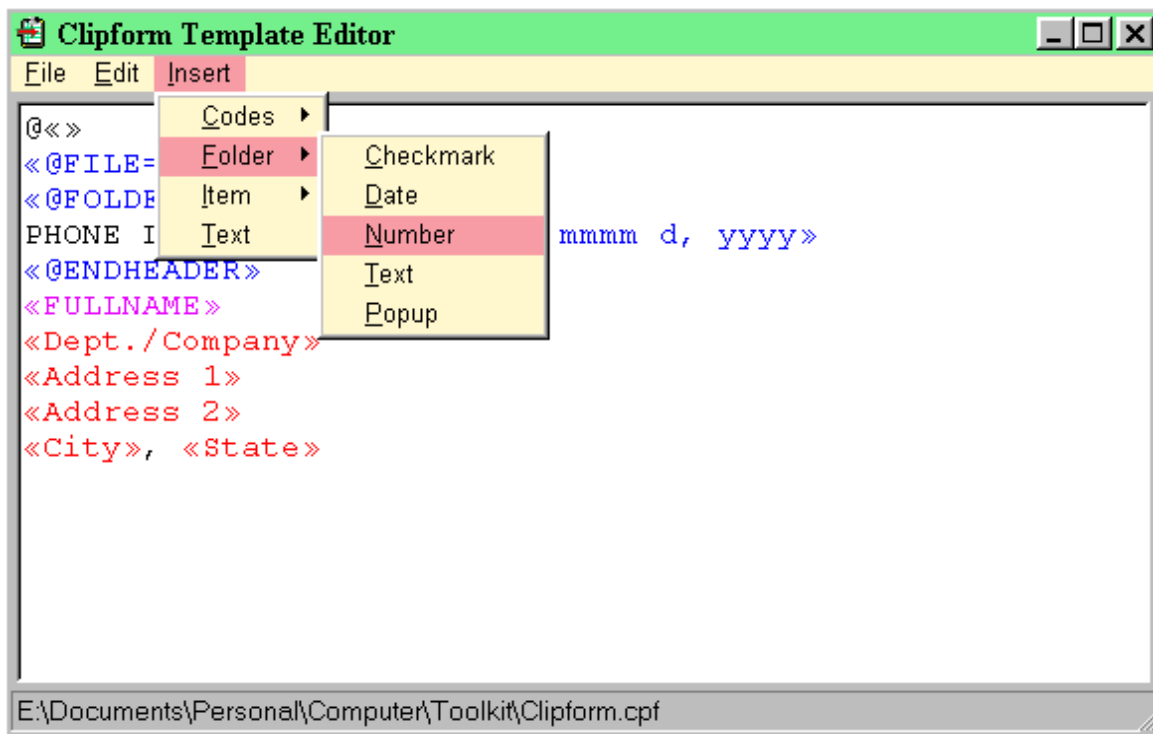 Clipform Template Editor
File Edit Insert
@«»
Codes
«@FILE=
Folder
Checkmark
«@FOLDE
Item
Date
PHONE I
Text
Number
mmmm d, yyyy»
«@ENDHEADER»
Text
«FULLNAME»
Popup
«Dept./Company»
«Address 1»
«Address 2»
«City», «State»
E:\Documents\Personal\Computer\Toolkit\Clipform.cpf